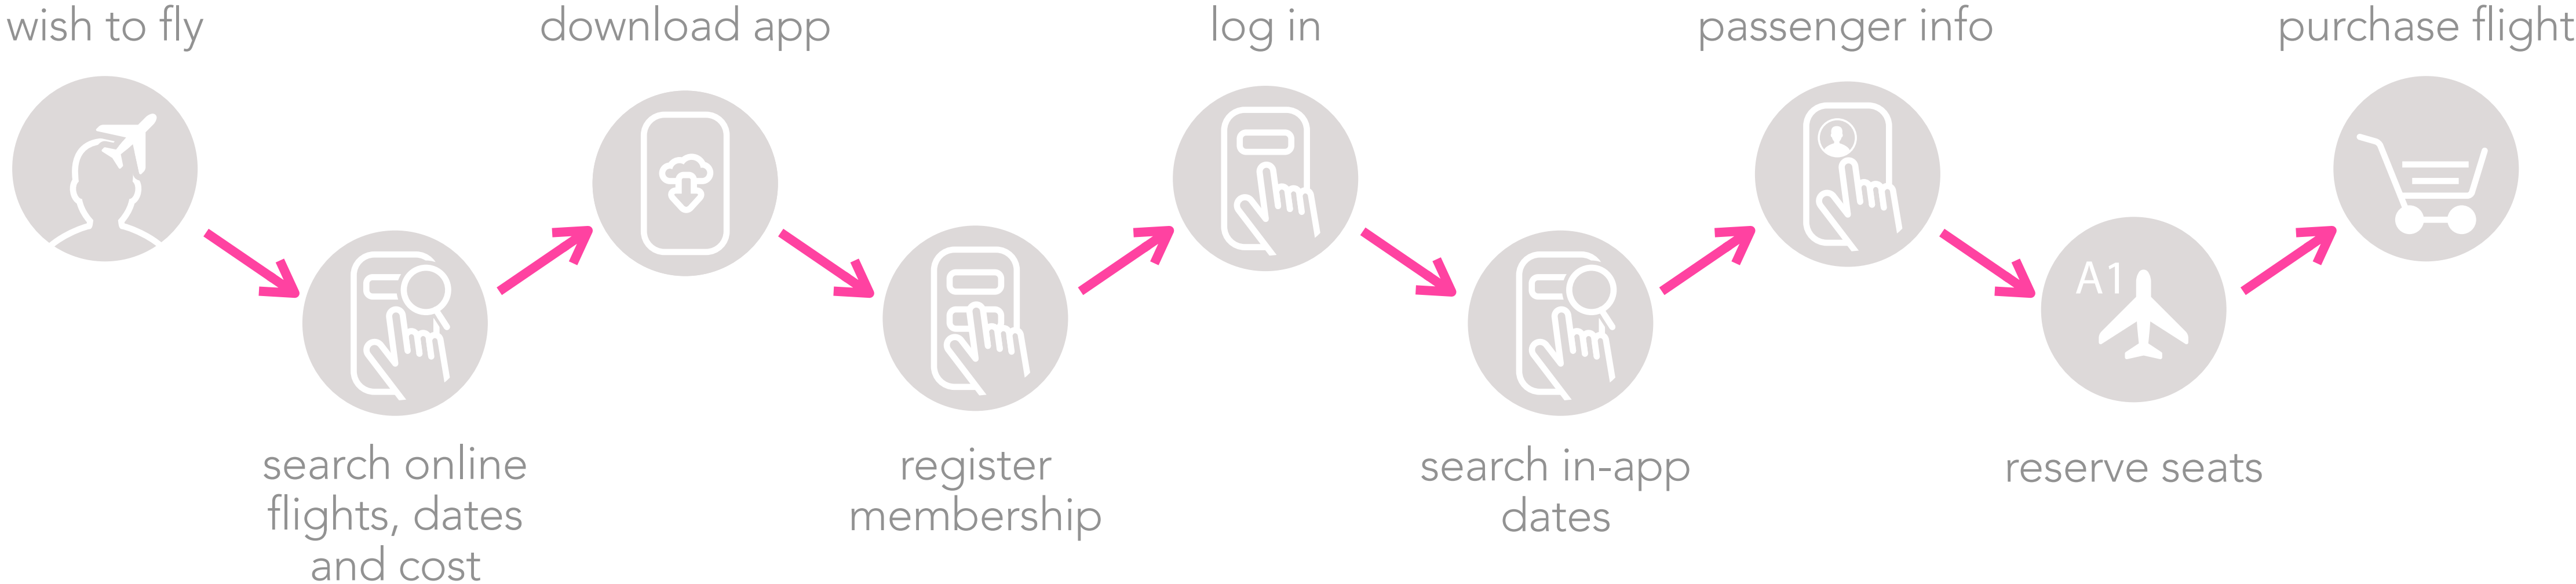 wish to fly
search online
flights, dates
and cost
download app
register
membership
log in
search in-app
dates
passenger info
A1
reserve seats
purchase flight